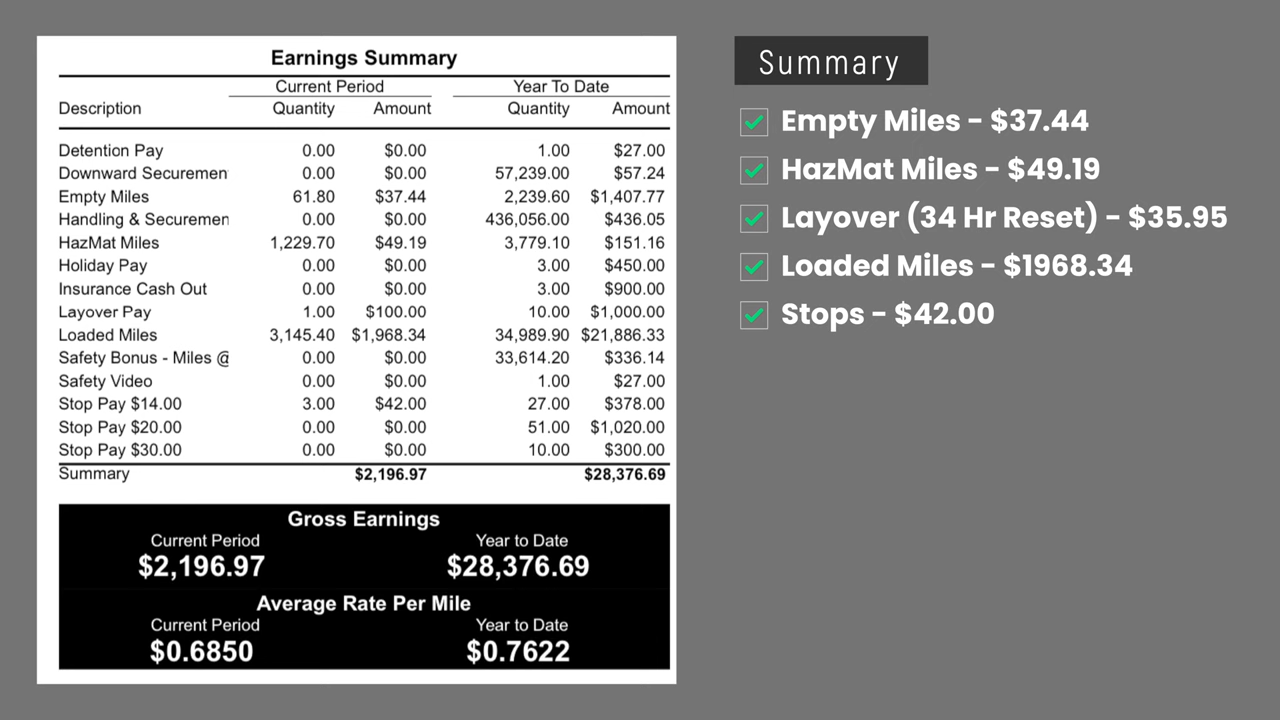 Earnings Summary
Current Period Year To Date
Description Quantity Amount Quantity Amount
Detention Pay 0.00 $0.00 1.00 $27.00
Downward Securemen 0.00 $0.00 57,239.00 $57.24
Empty Miles 61.80 $37.44 2,239.60 $1,407.77
Handling & Securemen 0.00 $0.00 436,056.00 $436.05
HazMat Miles 1,229.70 $49.19 3,779.10 $151.16
Holiday Pay 0.00 $0.00 3.00 $450.00
Insurance Cash Out 0.00 $0.00 3.00 $900.00
Layover Pay 1.00 $100.00 10.00 $1,000.00
Loaded Miles 3,145.40 $1,968.34 34,989.90 $21,886.33
Safety Bonus - Miles @ 0.00 $0.00 33,614.20 $336.14
Safety Video 0.00 $0.00 1.00 $27.00
Stop Pay $14.00 3.00 $42.00 27.00 $378.00
Stop Pay $20.00 0.00 $0.00 51.00 $1,020.00
Stop Pay $30.00 0.00 $0.00 10.00 $300.00
Summary $2,196.97 $28,376.69
Gross Earnings
Current Period Year to Date
$2,196.97 $28,376.69
Average Rate Per Mile
Current Period Year to Date
$0.6850 $0.7622
Summary
Empty Miles - $37.44
HazMat Miles - $49.19
Layover (34 Hr Reset) - $35.95
Loaded Miles - $1968.34
Stops - $42.00